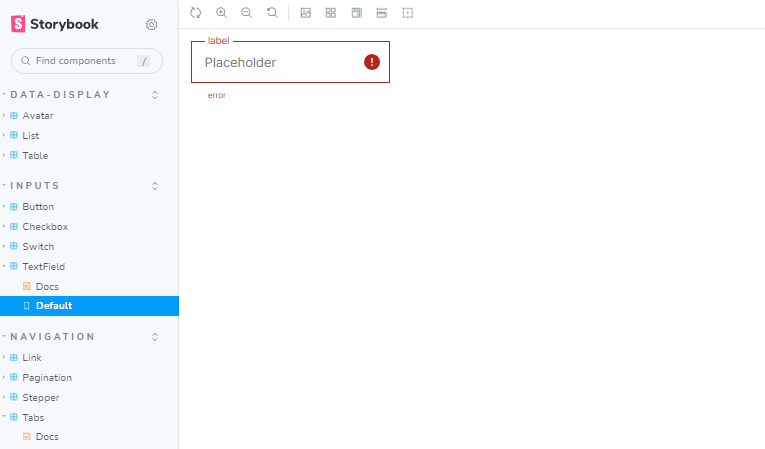 Storybook
Find components /
DATA-DISPLAY
Avatar
List
Table
INPUTS
Button
Checkbox
Switch
TextField
Docs
Default
NAVIGATION
Link
Pagination
Stepper
Tabs
Docs
label
Placeholder
error